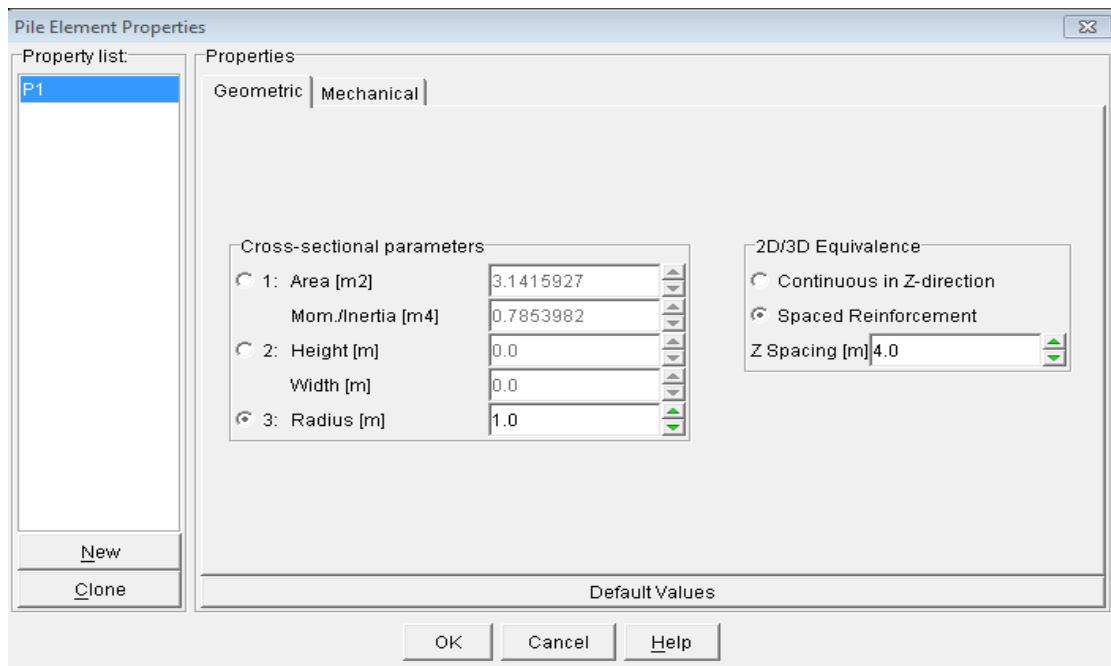 Pile Element Properties
Property list:
P1
New
Clone
Properties
Geometric
Mechanical
Cross-sectional parameters
1: Area [m2] 3.1415927
Mom./Inertia [m4] 0.7853982
2: Height [m] 0.0
Width [m] 0.0
3: Radius [m] 1.0
2D/3D Equivalence
Continuous in Z-direction
Spaced Reinforcement
Z Spacing [m] 4.0
Default Values
OK Cancel Help